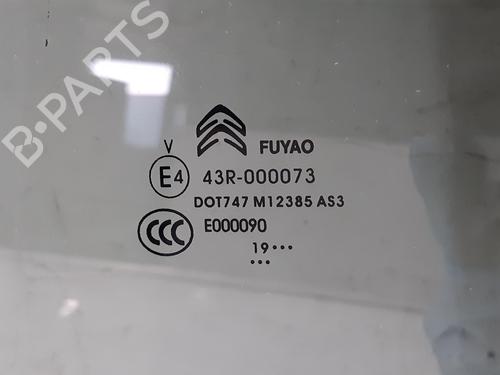 B-PARTS
FUYAO
V
E4 43R-000073
DOT747 M12385 AS3
CCC E000090
19•••
•••